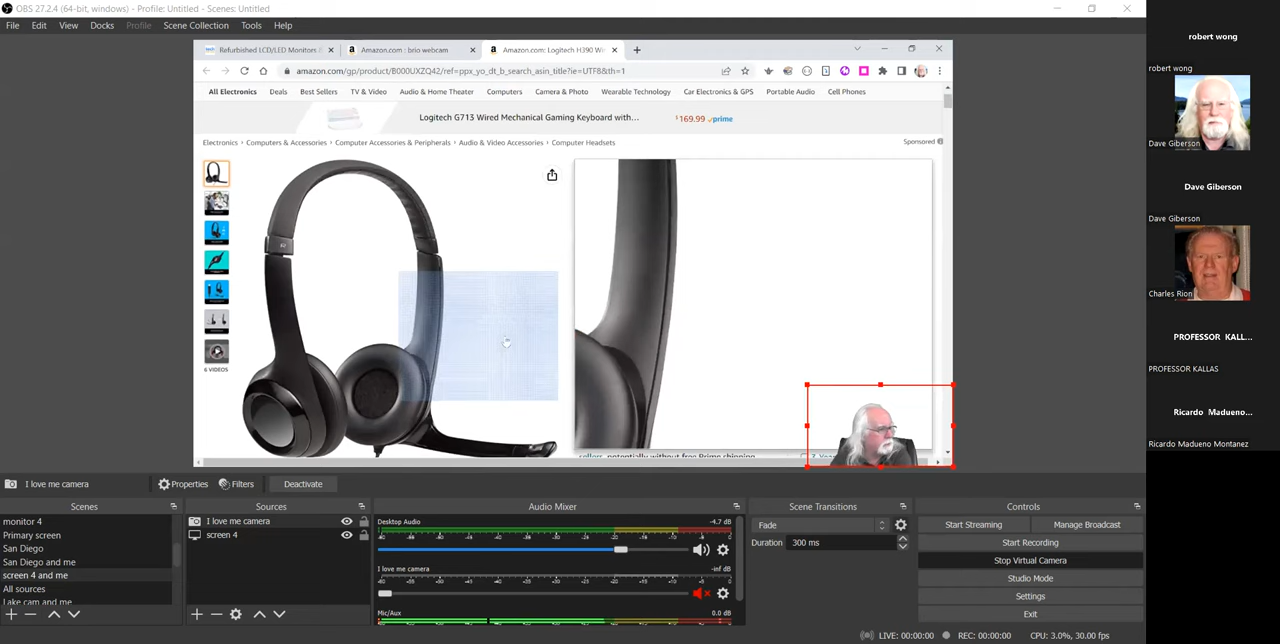 OBS 27.2.4 (64-bit, windows) - Profile: Untitled - Scenes: Untitled
File Edit View Docks Profile Scene Collection Tools Help
Refurbished LCD/LED Monitors
Amazon.com : brio webcam
Amazon.com: Logitech H390 Wi
amazon.com/gp/product/B000UXZQ42/ref=ppx_yo_dt_b_search_asin_title?ie=UTF8&th=1
All Electronics Deals Best Sellers TV & Video Audio & Home Theater Computers Camera & Photo Wearable Technology Car Electronics & GPS Portable Audio Cell Phones
Logitech G713 Wired Mechanical Gaming Keyboard with... $169.99 prime
Electronics › Computers & Accessories › Computer Accessories & Peripherals › Audio & Video Accessories › Computer Headsets
Sponsored
6 VIDEOS
sellers, potentially without free Prime shipping.
I love me camera
Properties Filters Deactivate
Scenes
monitor 4
Primary screen
San Diego
San Diego and me
screen 4 and me
All sources
Lake cam and me
Sources
I love me camera
screen 4
Audio Mixer
Desktop Audio -4.7 dB
I love me camera -inf dB
Mic/Aux 0.0 dB
Scene Transitions
Fade
Duration 300 ms
Controls
Start Streaming
Manage Broadcast
Start Recording
Stop Virtual Camera
Studio Mode
Settings
Exit
LIVE: 00:00:00 REC: 00:00:00 CPU: 3.0%, 30.00 fps
robert wong
robert wong
Dave Giberson
Dave Giberson
Dave Giberson
Charles Rion
PROFESSOR KALL...
PROFESSOR KALLAS
Ricardo Madueno...
Ricardo Madueno Montanez